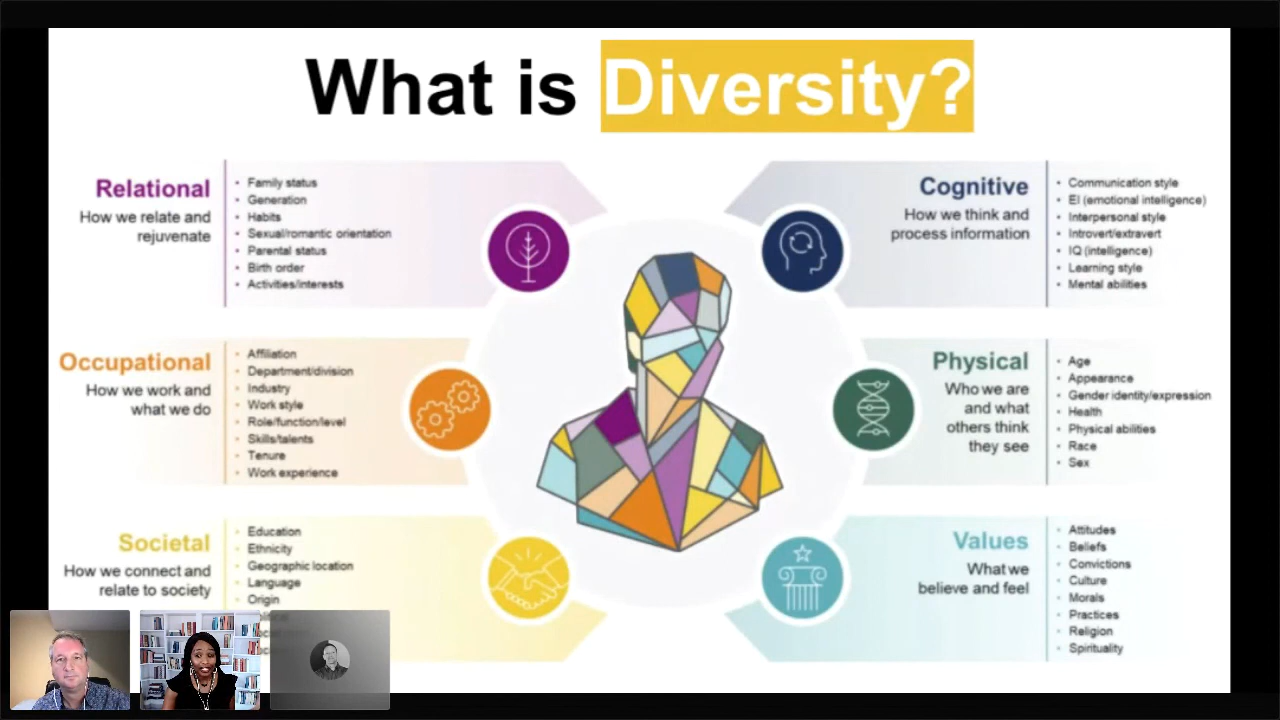 What is Diversity?
Relational
How we relate and
rejuvenate
• Family status
• Generation
• Habits
• Sexual/romantic orientation
• Parental status
• Birth order
• Activities/interests
Cognitive
How we think and
process information
• Communication style
• EI (emotional intelligence)
• Interpersonal style
• Introvert/extravert
• IQ (intelligence)
• Learning style
• Mental abilities
Occupational
How we work and
what we do
• Affiliation
• Department/division
• Industry
• Work style
• Role/function/level
• Skills/talents
• Tenure
• Work experience
Physical
Who we are
and what
others think
they see
• Age
• Appearance
• Gender identity/expression
• Health
• Physical abilities
• Race
• Sex
Societal
How we connect and
relate to society
• Education
• Ethnicity
• Geographic location
• Language
• Origin
Values
What we
believe and feel
• Attitudes
• Beliefs
• Convictions
• Culture
• Morals
• Practices
• Religion
• Spirituality